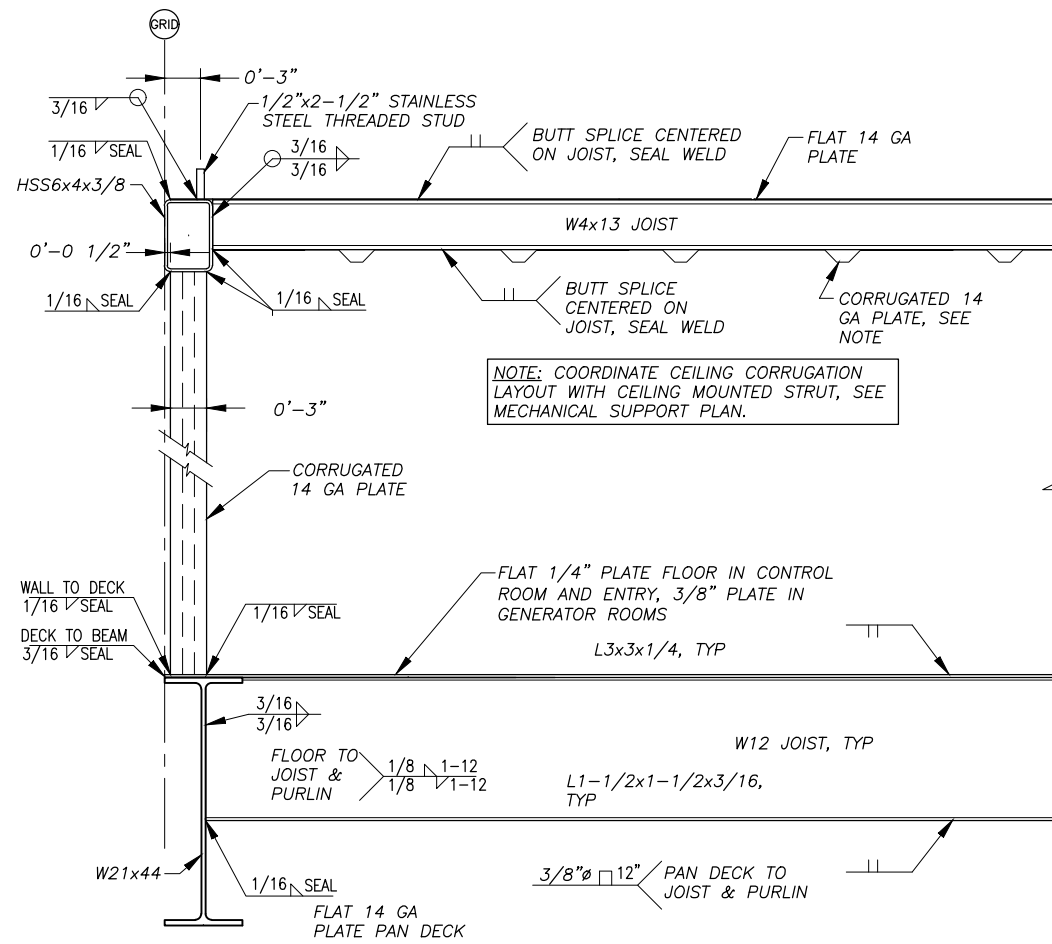 GRID
0'-3"
3/16
1/2"x2-1/2" STAINLESS
STEEL THREADED STUD
1/16 SEAL
3/16
3/16
BUTT SPLICE CENTERED
ON JOIST, SEAL WELD
FLAT 14 GA
PLATE
HSS6x4x3/8
W4x13 JOIST
0'-0 1/2"
1/16 SEAL
1/16 SEAL
BUTT SPLICE
CENTERED ON
JOIST, SEAL WELD
CORRUGATED 14
GA PLATE, SEE
NOTE
NOTE: COORDINATE CEILING CORRUGATION
LAYOUT WITH CEILING MOUNTED STRUT, SEE
MECHANICAL SUPPORT PLAN.
0'-3"
CORRUGATED
14 GA PLATE
WALL TO DECK
1/16 SEAL
DECK TO BEAM
3/16 SEAL
1/16 SEAL
FLAT 1/4" PLATE FLOOR IN CONTROL
ROOM AND ENTRY, 3/8" PLATE IN
GENERATOR ROOMS
L3x3x1/4, TYP
3/16
3/16
W12 JOIST, TYP
FLOOR TO
JOIST &
PURLIN
1/8 1-12
1/8 1-12
L1-1/2x1-1/2x3/16,
TYP
W21x44
1/16 SEAL
FLAT 14 GA
PLATE PAN DECK
3/8"ø 12"
PAN DECK TO
JOIST & PURLIN